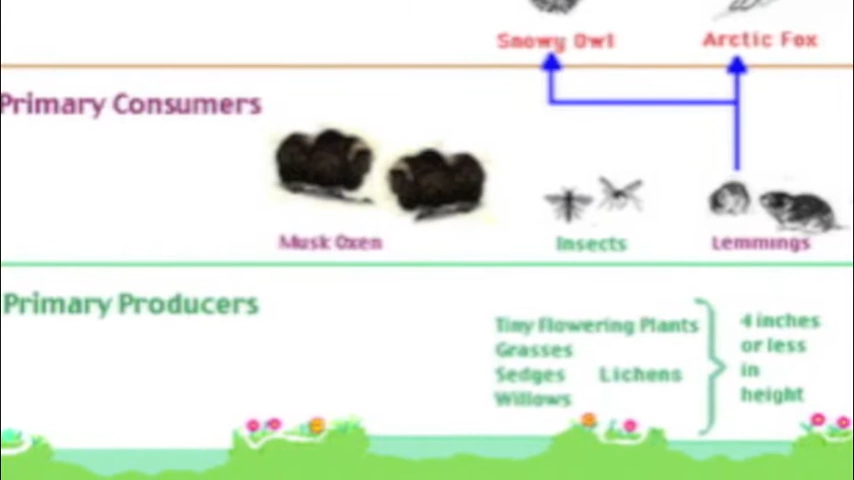 Snowy Owl
Arctic Fox
Primary Consumers
Musk Oxen
Insects
Lemmings
Primary Producers
Tiny flowering Plants
Grasses
Sedges
Lichens
Willows
4 inches
or less
in
height